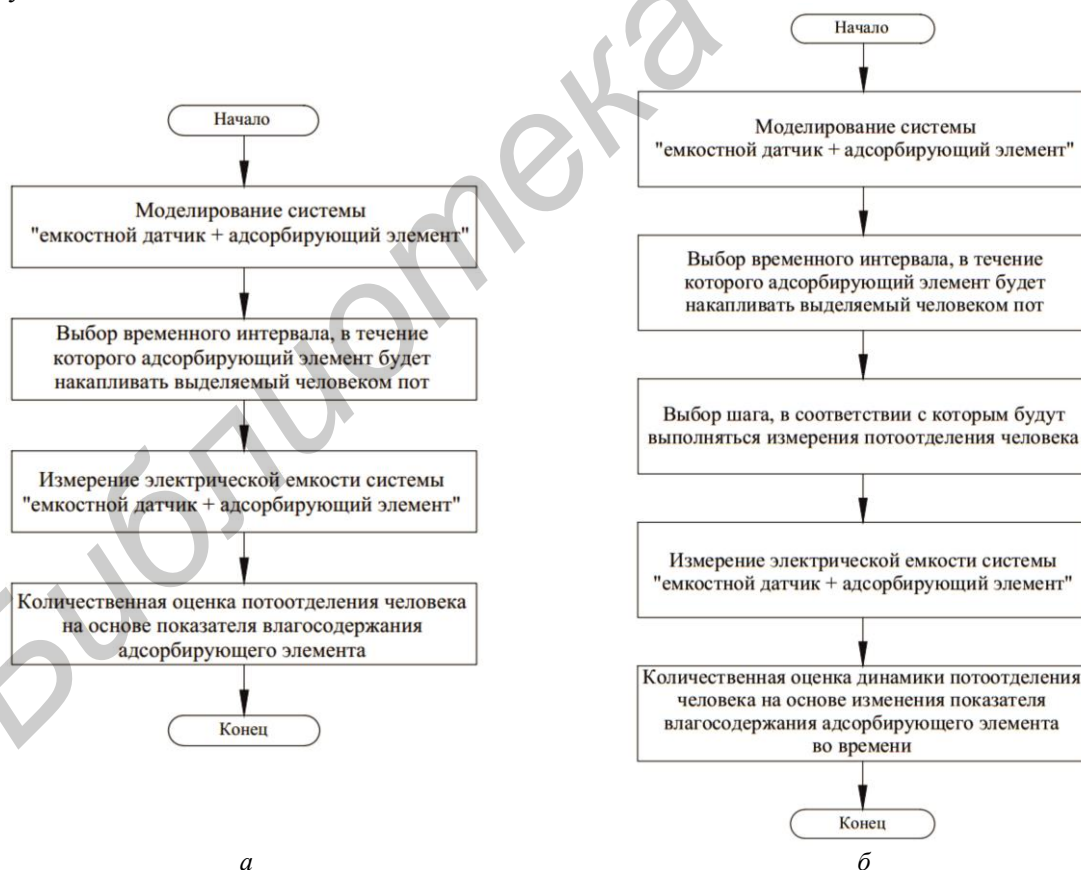 Начало
Моделирование системы
"емкостной датчик + адсорбирующий элемент"
Выбор временного интервала, в течение
которого адсорбирующий элемент будет
накапливать выделяемый человеком пот
Измерение электрической емкости системы
"емкостной датчик + адсорбирующий элемент"
Количественная оценка потоотделения человека
на основе показателя влагосодержания
адсорбирующего элемента
Конец
а
Начало
Моделирование системы
"емкостной датчик + адсорбирующий элемент"
Выбор временного интервала, в течение
которого адсорбирующий элемент будет
накапливать выделяемый человеком пот
Выбор шага, в соответствии с которым будут
выполняться измерения потоотделения человека
Измерение электрической емкости системы
"емкостной датчик + адсорбирующий элемент"
Количественная оценка динамики потоотделения
человека на основе изменения показателя
влагосодержания адсорбирующего элемента
во времени
Конец
б
Библиотека